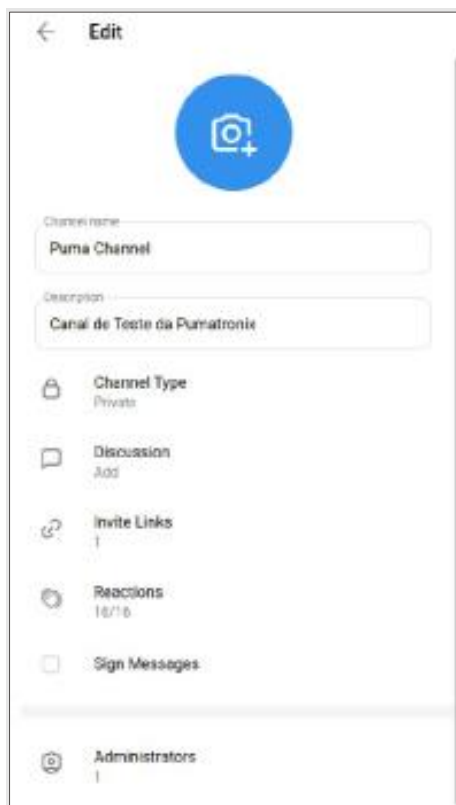 Edit
Channel name
Puma Channel
Description
Canal de Teste da Pumatronix
Channel Type
Private
Discussion
Add
Invite Links
1
Reactions
16/16
Sign Messages
Administrators
1